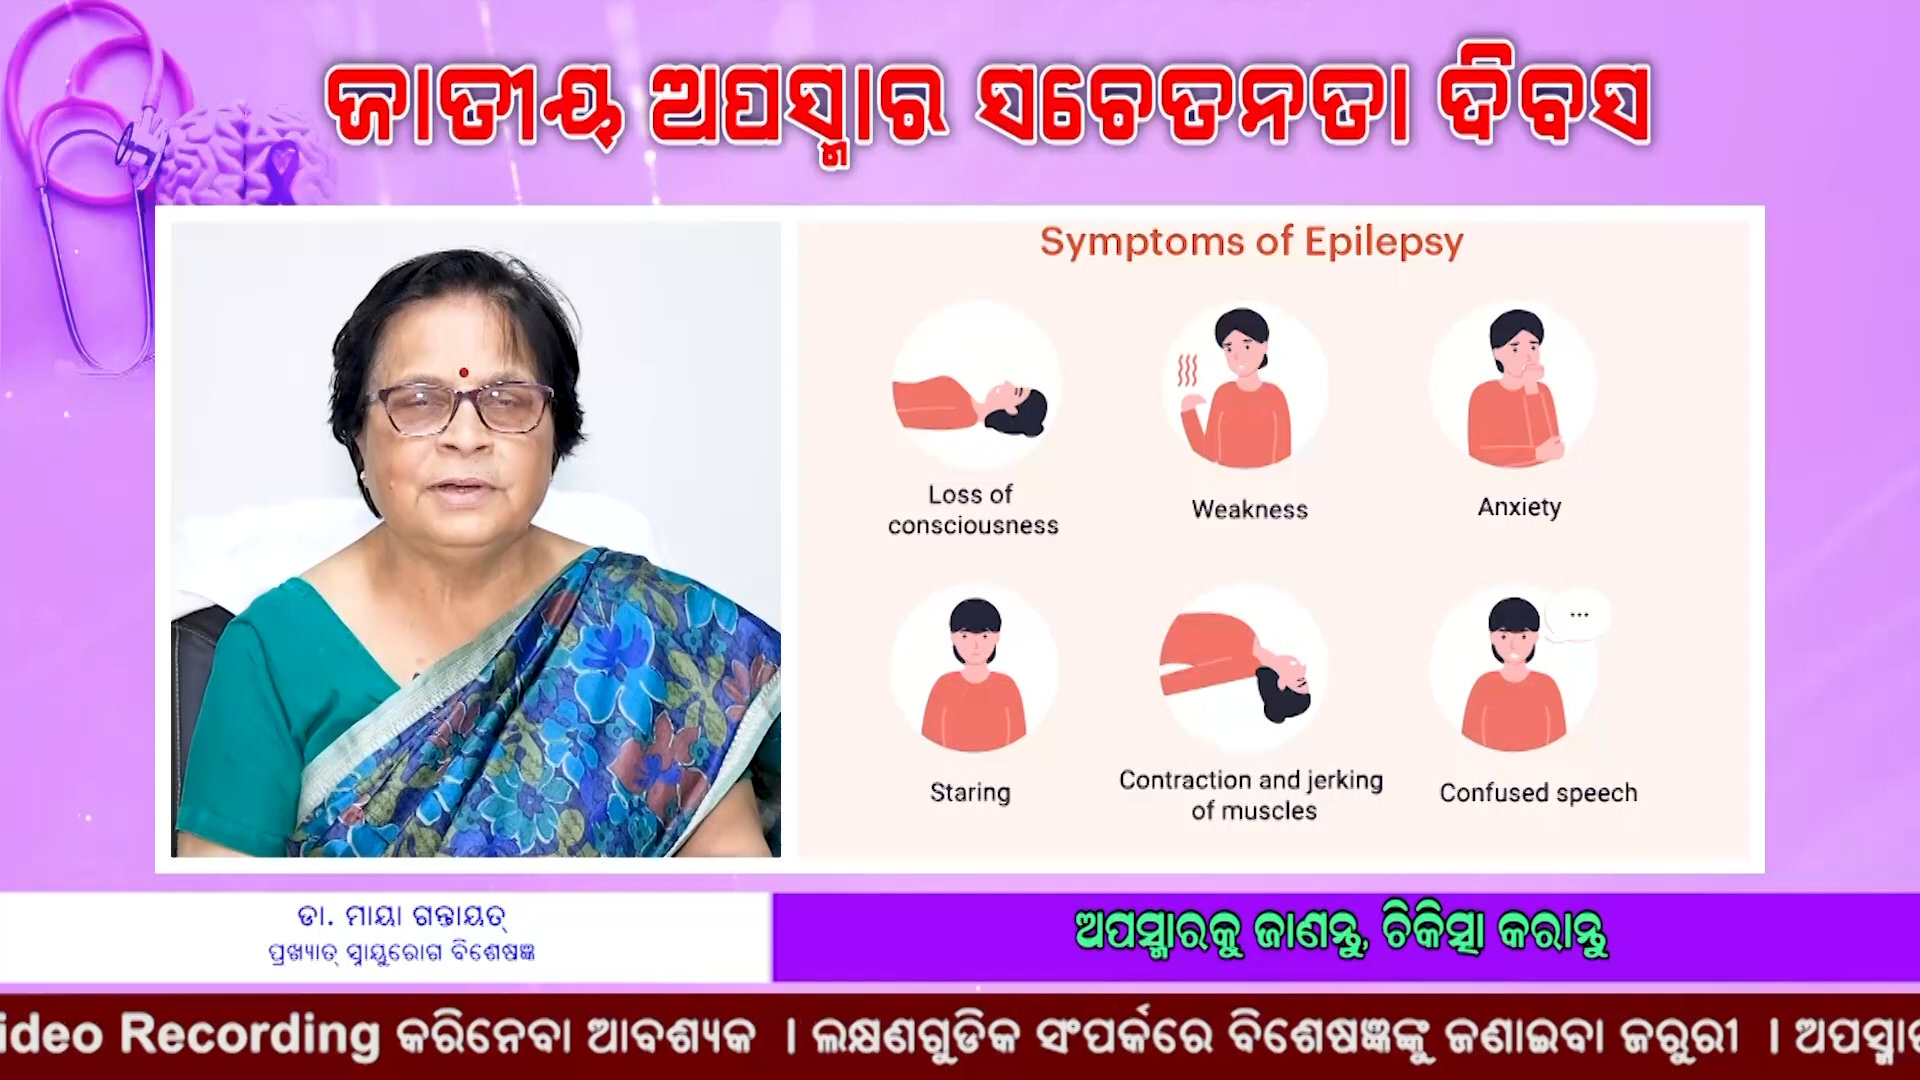 ଜାତୀୟ ଅପସ୍ମାର ସଚେତନତା ଦିବସ
Symptoms of Epilepsy
Loss of
consciousness
Weakness
Anxiety
Staring
Contraction and jerking
of muscles
Confused speech
...
ଡା. ମାୟା ଗନ୍ତାୟତ୍
ପ୍ରଖ୍ୟାତ୍ ସ୍ନାୟୁରୋଗ ବିଶେଷଜ୍ଞ
ଅପସ୍ମାରକୁ ଜାଣନ୍ତୁ, ଚିକିତ୍ସା କରାନ୍ତୁ
ideo Recording କରିନେବା ଆବଶ୍ୟକ । ଲକ୍ଷଣଗୁଡିକ ସଂପର୍କରେ ବିଶେଷଜ୍ଞଙ୍କୁ ଜଣାଇବା ଜରୁରୀ । ଅପସ୍ମାର